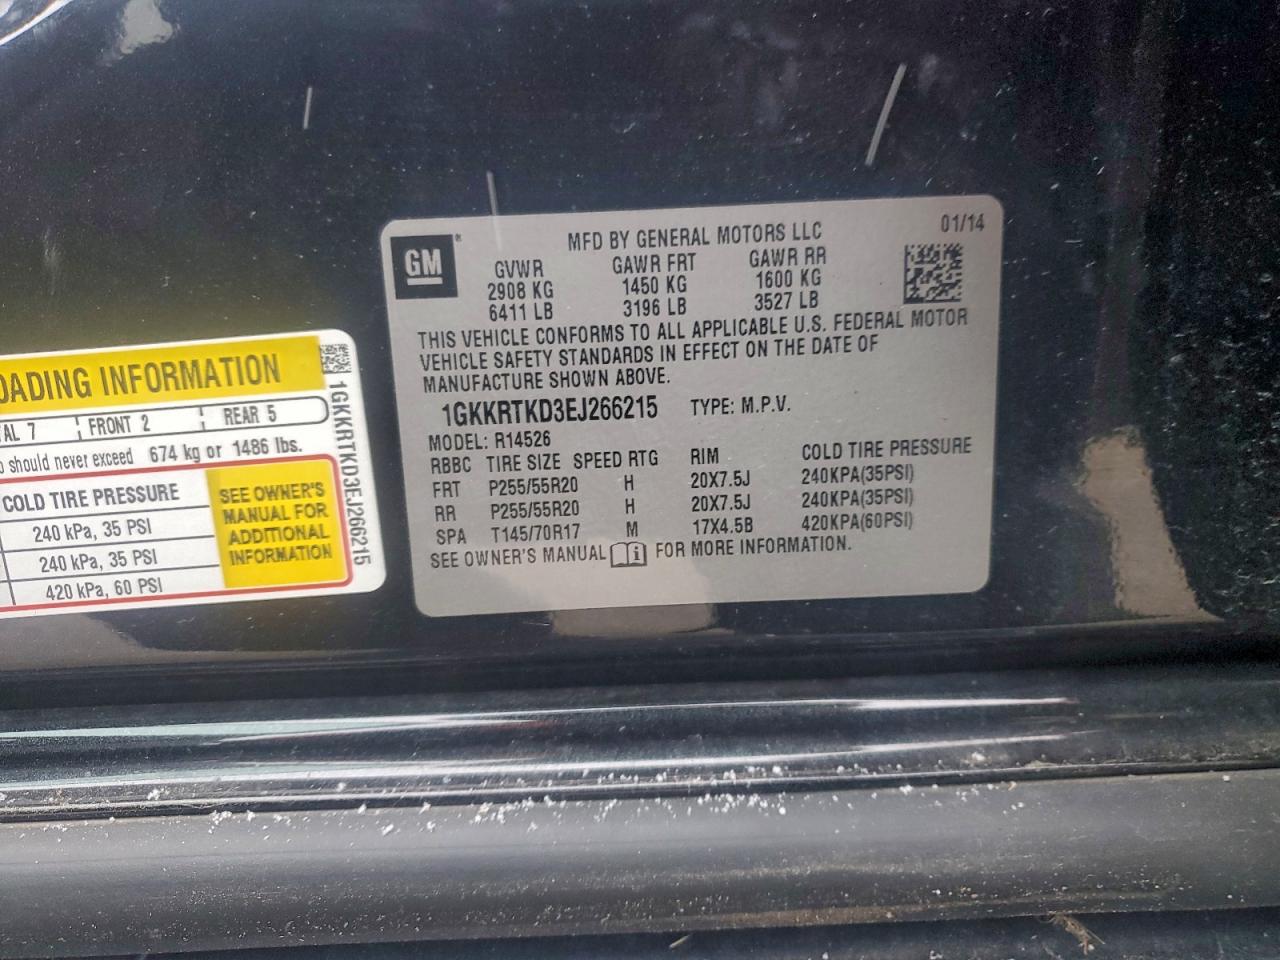 OADING INFORMATION
AL 7 FRONT 2 REAR 5
o should never exceed 674 kg or 1486 lbs.
COLD TIRE PRESSURE
240 kPa, 35 PSI
240 kPa, 35 PSI
420 kPa, 60 PSI
SEE OWNER'S
MANUAL FOR
ADDITIONAL
INFORMATION
1GKKRTKD3EJ266215
GM ®
MFD BY GENERAL MOTORS LLC 01/14
GVWR GAWR FRT GAWR RR
2908 KG 1450 KG 1600 KG
6411 LB 3196 LB 3527 LB
THIS VEHICLE CONFORMS TO ALL APPLICABLE U.S. FEDERAL MOTOR
VEHICLE SAFETY STANDARDS IN EFFECT ON THE DATE OF
MANUFACTURE SHOWN ABOVE.
1GKKRTKD3EJ266215 TYPE: M.P.V.
MODEL: R14526
RBBC TIRE SIZE SPEED RTG RIM COLD TIRE PRESSURE
FRT P255/55R20 H 20X7.5J 240KPA(35PSI)
RR P255/55R20 H 20X7.5J 240KPA(35PSI)
SPA T145/70R17 M 17X4.5B 420KPA(60PSI)
SEE OWNER'S MANUAL i FOR MORE INFORMATION.